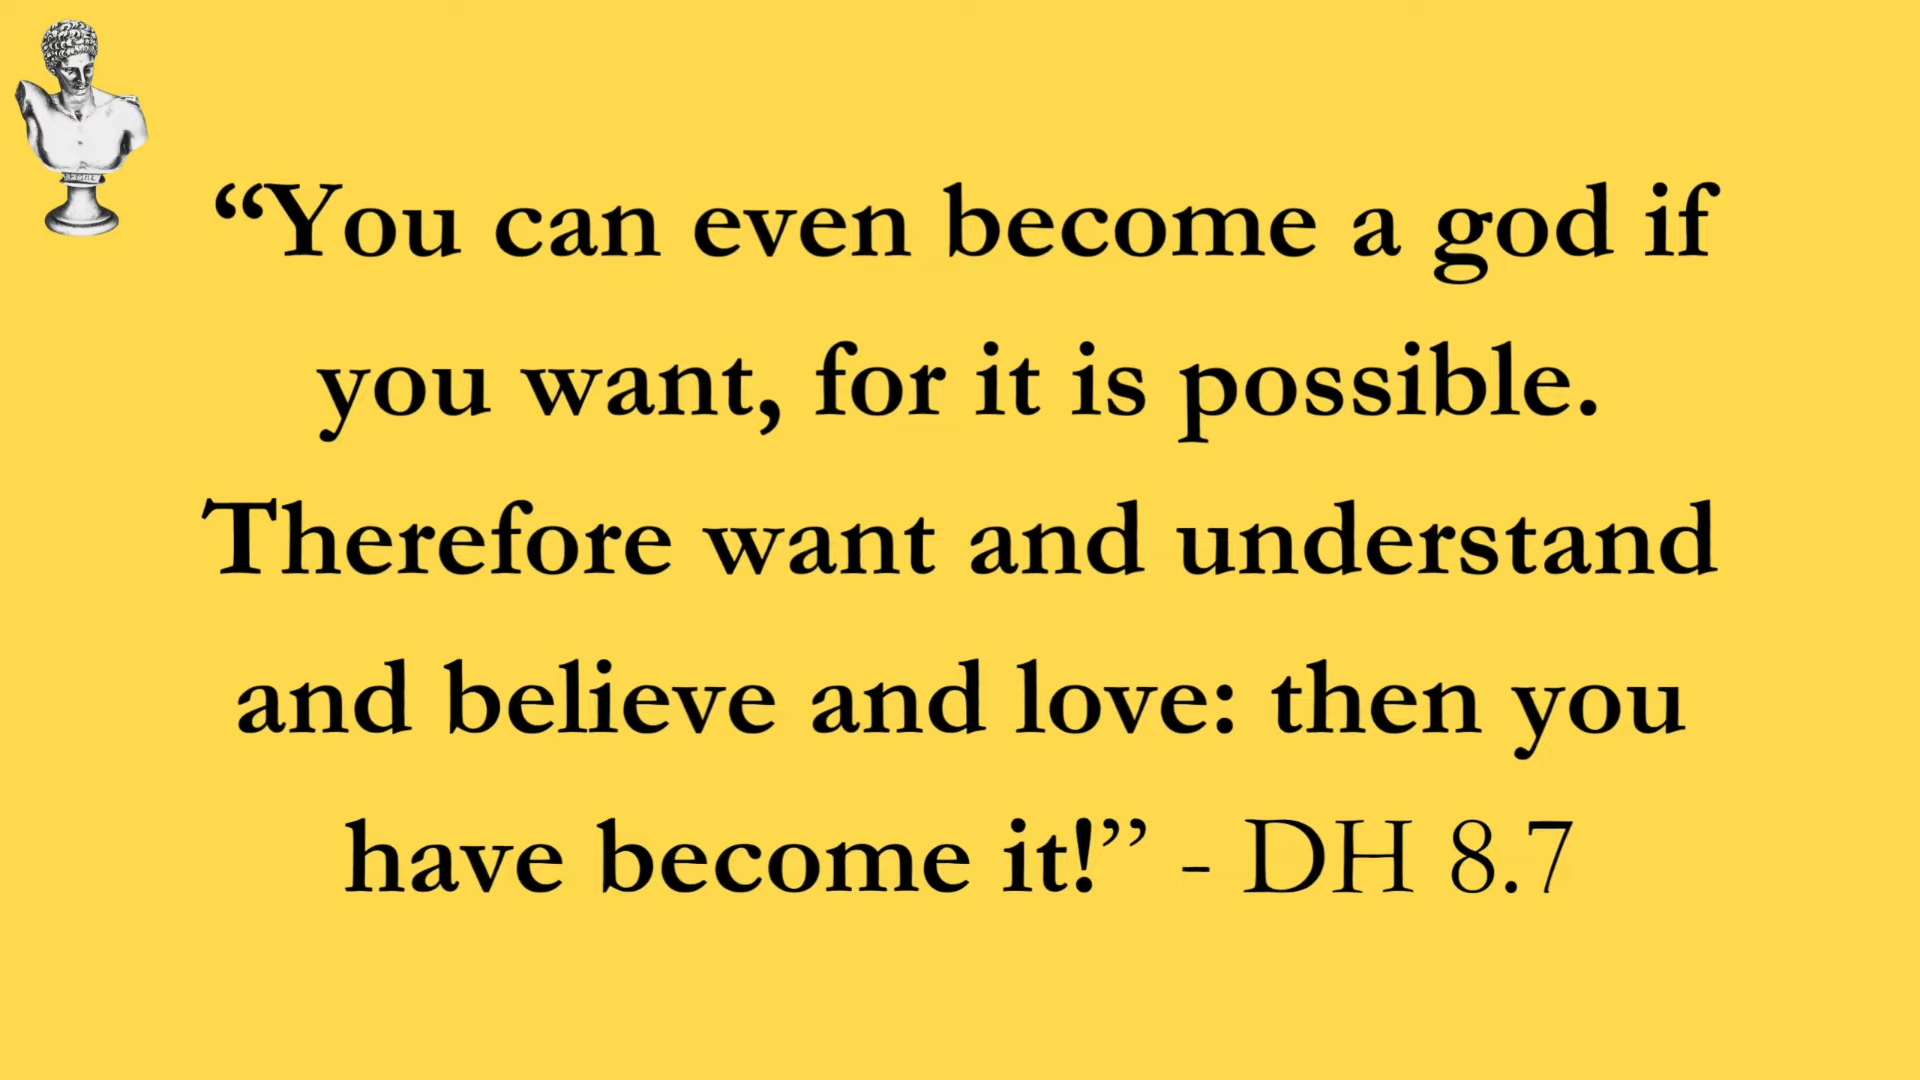 “You can even become a god if
you want, for it is possible.
Therefore want and understand
and believe and love: then you
have become it!” - DH 8.7